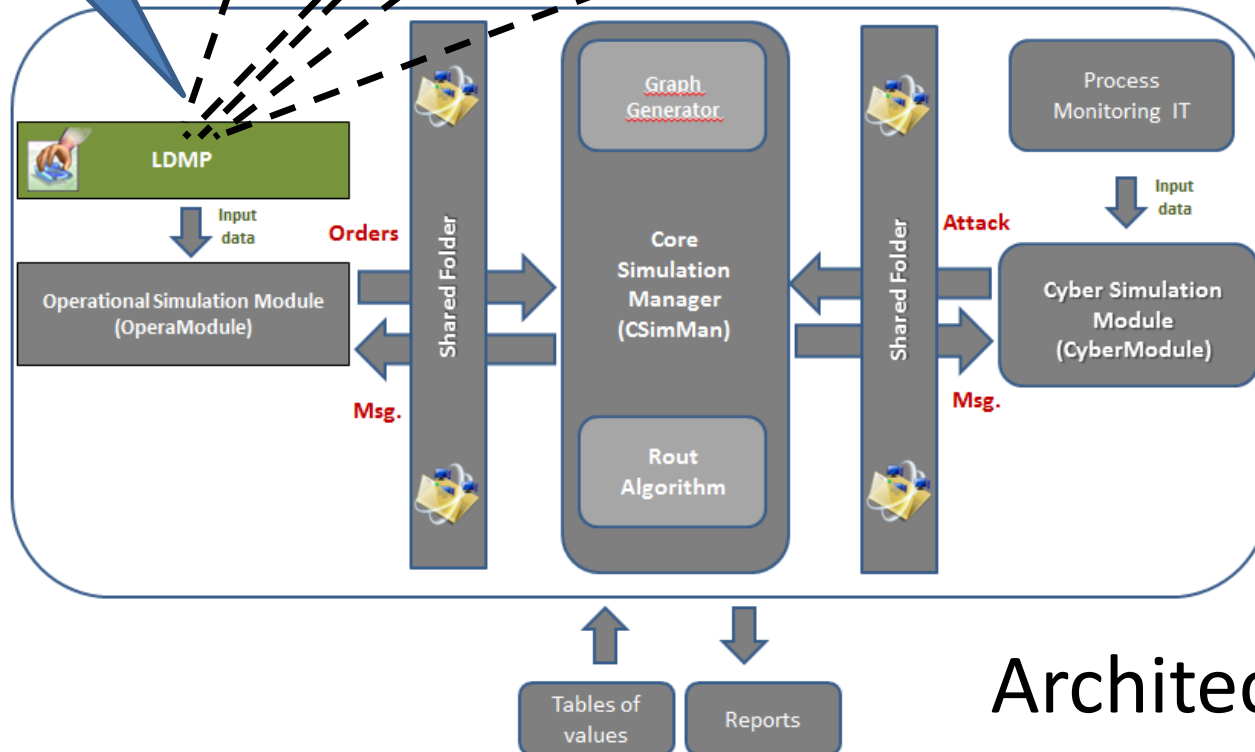 LDMP
Input
data
Operational Simulation Module
(OperaModule)
Orders
Msg.
Shared Folder
Graph
Generator
Core
Simulation
Manager
(CSimMan)
Rout
Algorithm
Shared Folder
Attack
Msg.
Process
Monitoring IT
Input
data
Cyber Simulation
Module
(CyberModule)
Tables of
values
Reports
Architec